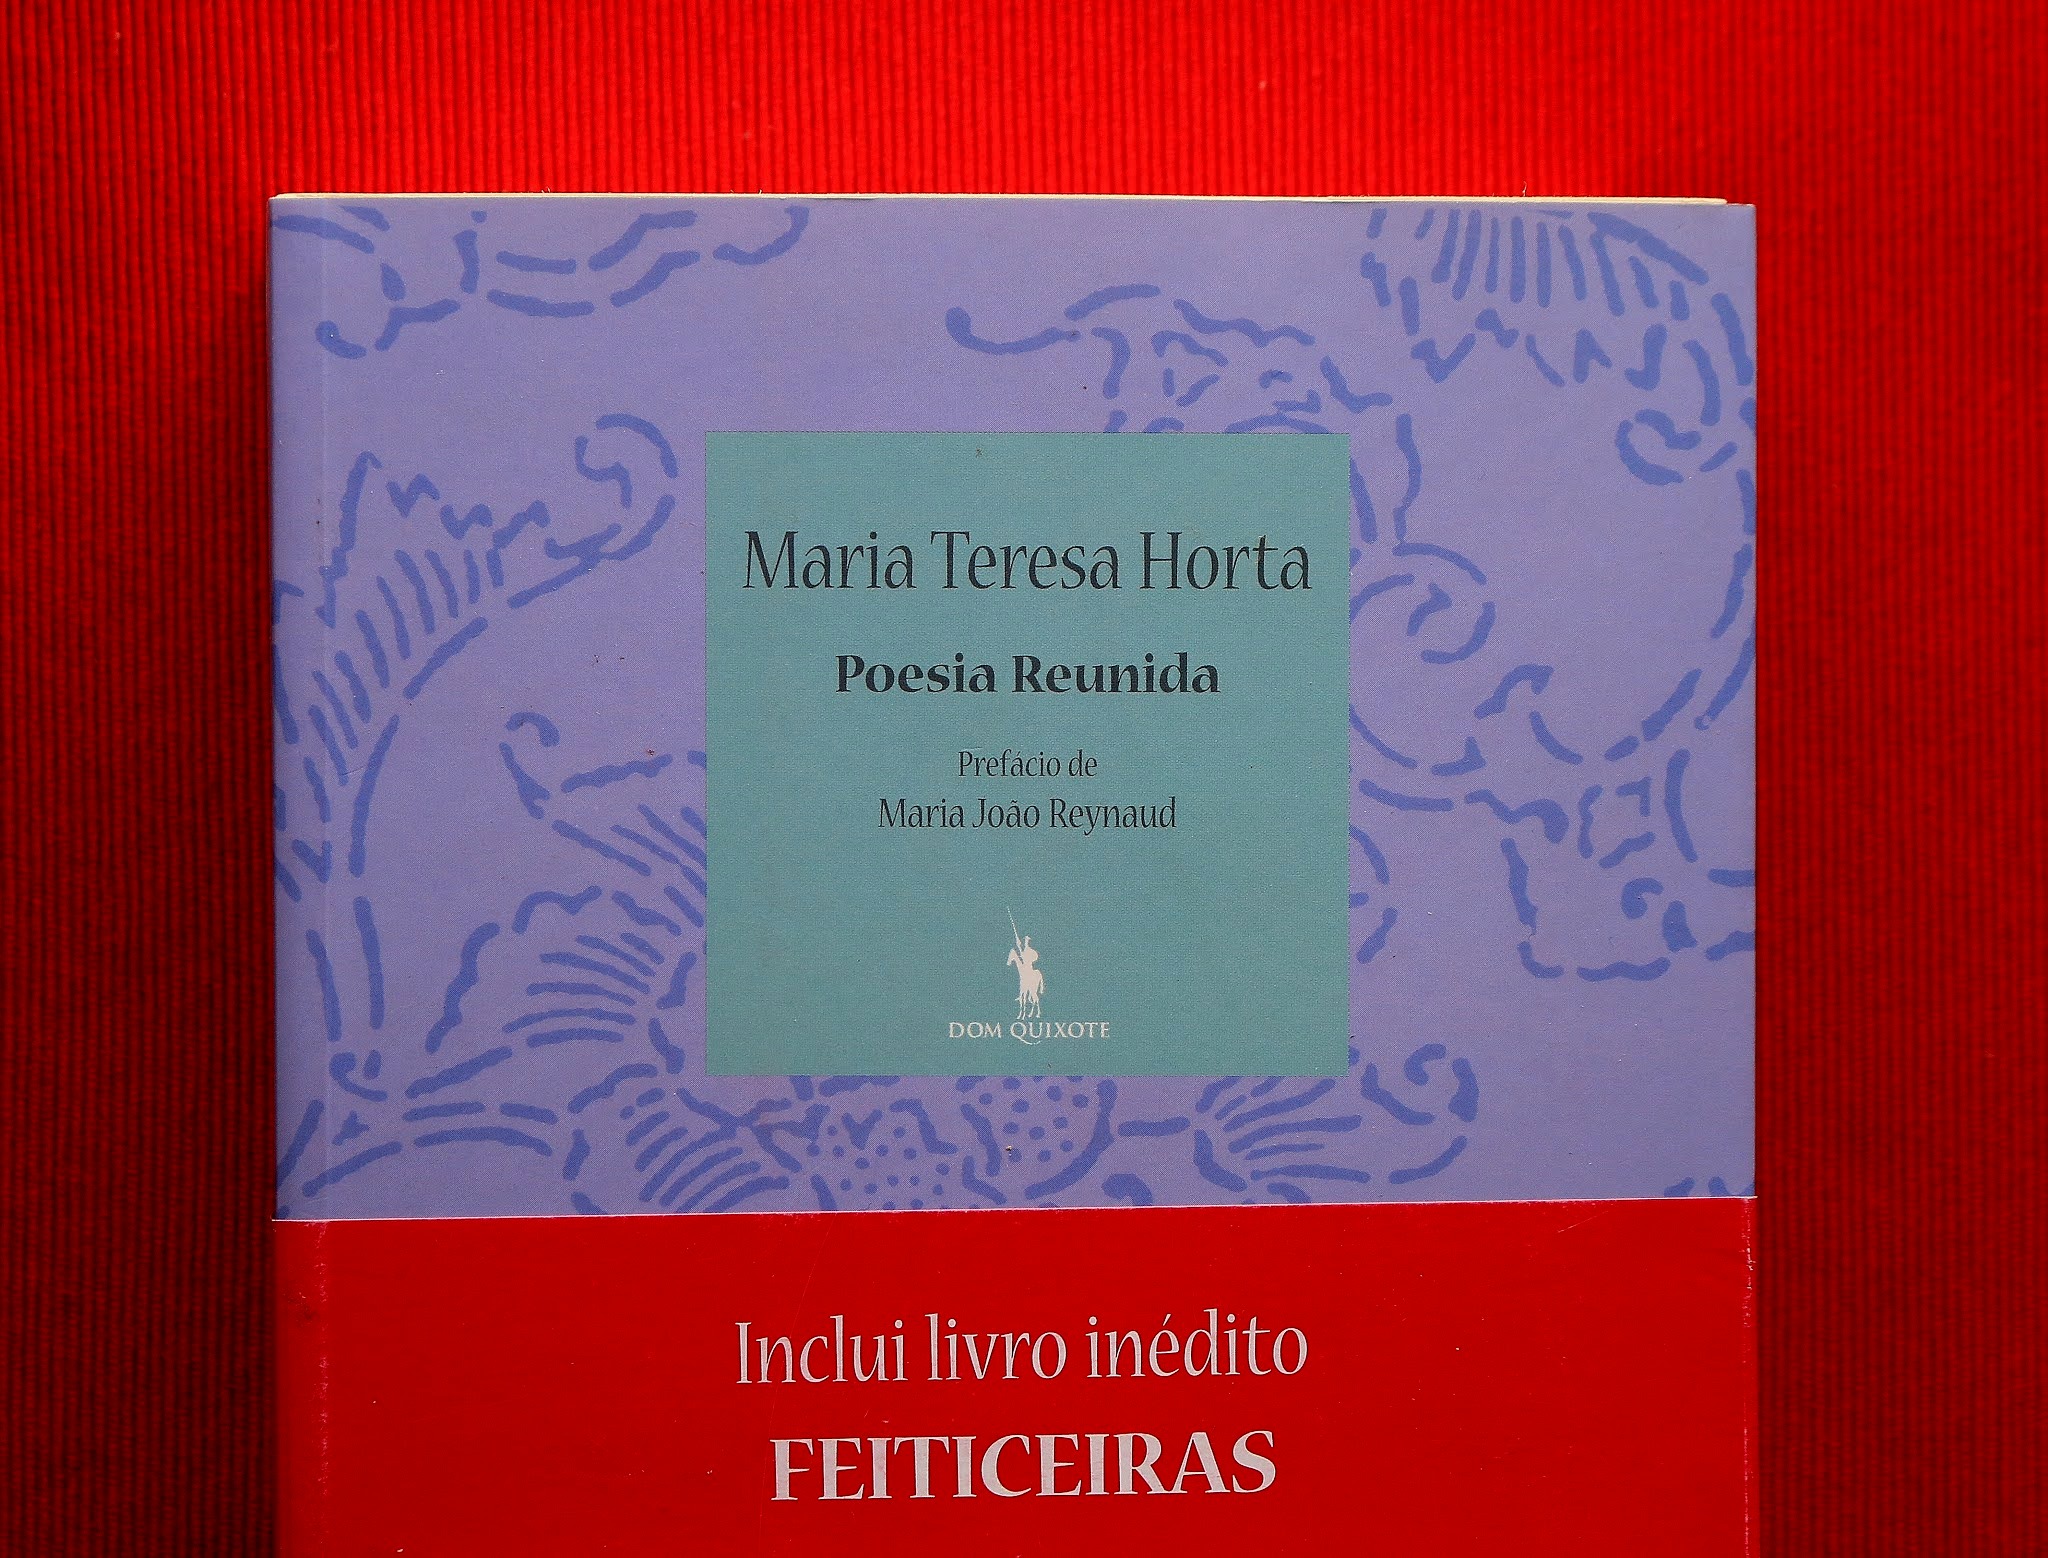 Maria Teresa Horta
Poesia Reunida
Prefácio de
Maria João Reynaud
DOM QUIXOTE
Inclui livro inédito
FEITICEIRAS